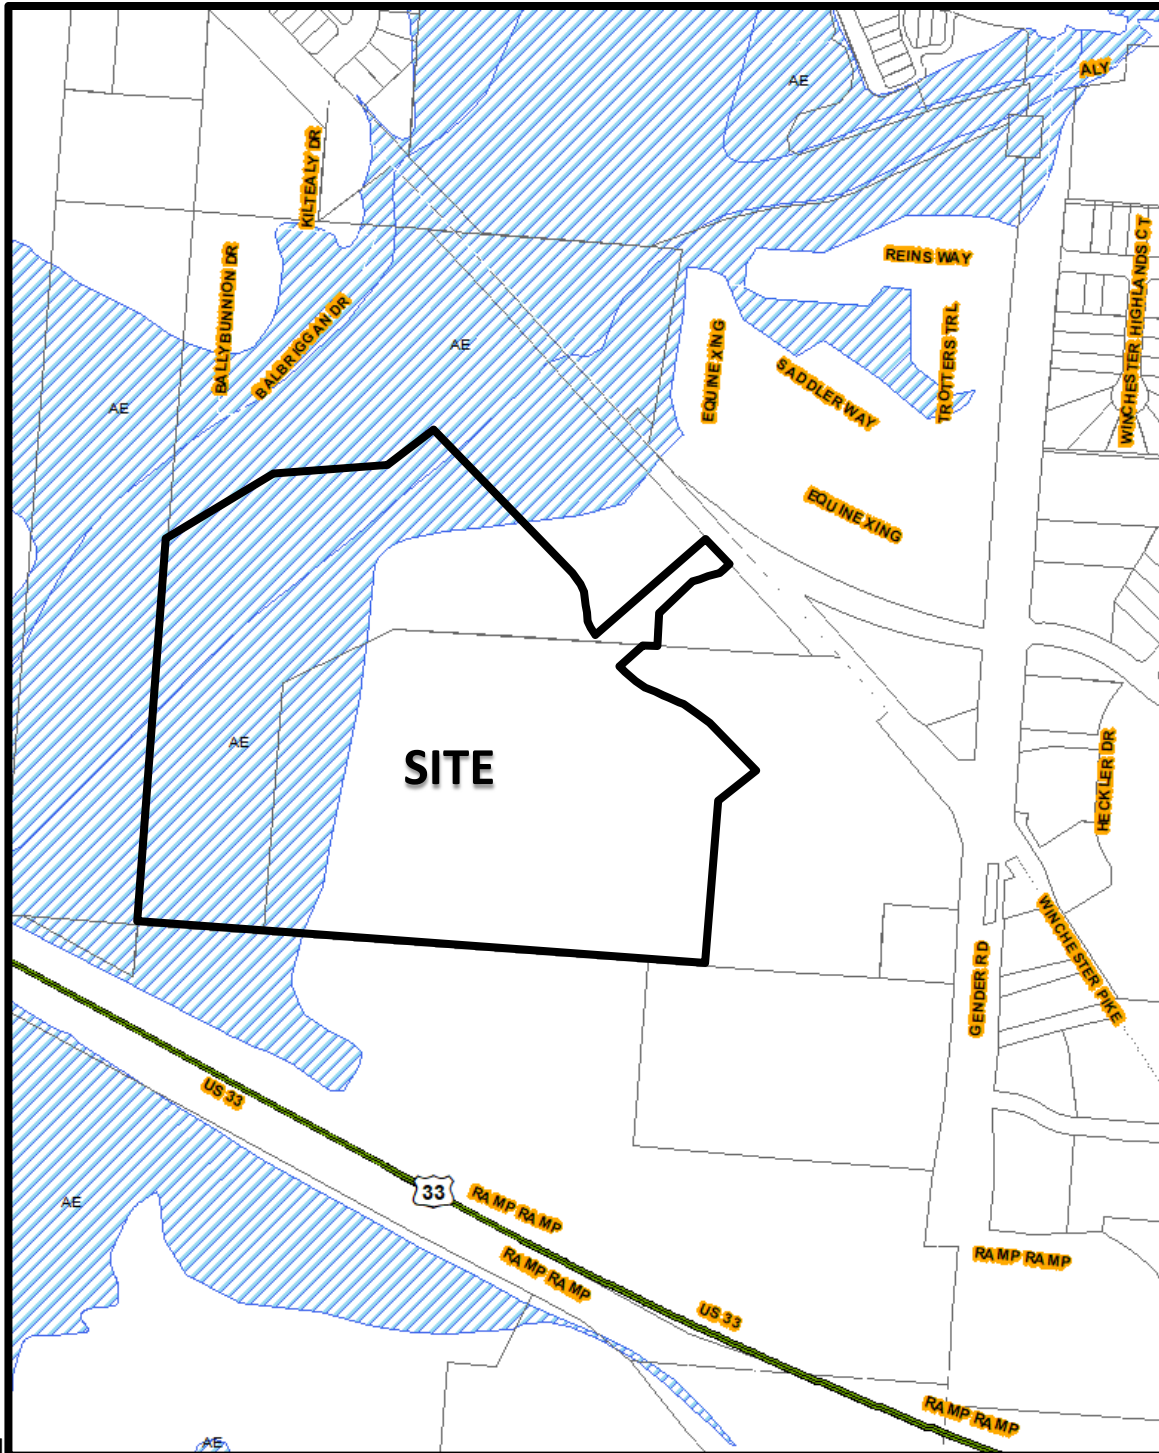 ALY
AE
KILTEALY DR
REINS WAY
BALLYBUNNION DR
BALBRIGGAN DR
WINCHESTER HIGHLANDS CT
EQUINE XING
TROTTERS TRL
AE
SADDLER WAY
AE
EQUINE XING
AE
SITE
HECKLER DR
GENDER RD
WINCHESTER PIKE
US 33
33
AE
RAMP RAMP
RAMP RAMP
RAMP RAMP
US 33
RAMP RAMP
AE